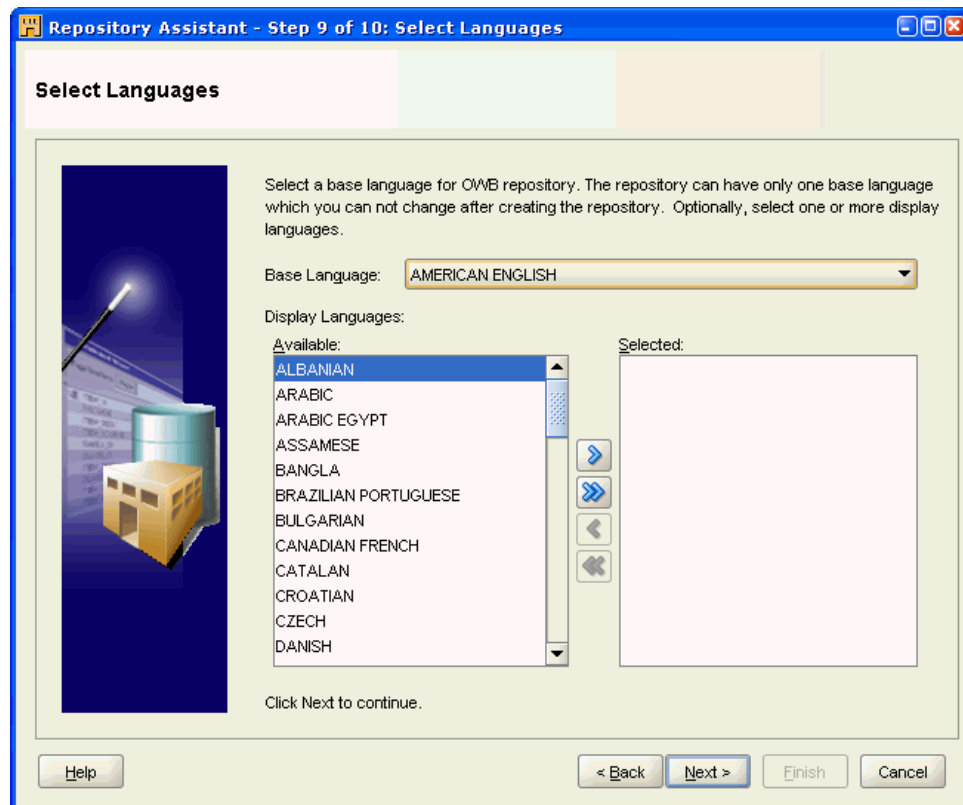 Repository Assistant - Step 9 of 10: Select Languages
Select Languages
Select a base language for OWB repository. The repository can have only one base language
which you can not change after creating the repository. Optionally, select one or more display
languages.
Base Language: AMERICAN ENGLISH
Display Languages:
Available: Selected:
ALBANIAN
ARABIC
ARABIC EGYPT
ASSAMESE
BANGLA
BRAZILIAN PORTUGUESE
BULGARIAN
CANADIAN FRENCH
CATALAN
CROATIAN
CZECH
DANISH
Click Next to continue.
Help < Back Next > Finish Cancel